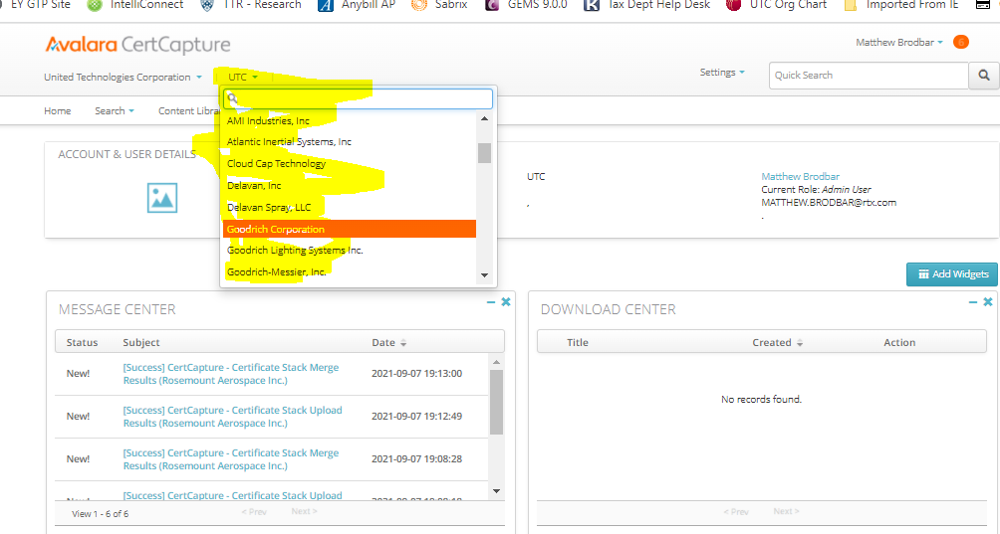 EY GTP Site IntelliConnect TTR - Research Anybill AP Sabrix GEMS 9.0.0 Tax Dept Help Desk UTC Org Chart Imported From IE
Avalara CertCapture
Matthew Brodbar 6
United Technologies Corporation UTC Settings Quick Search
Home Search Content Libra
AMI Industries, Inc
Atlantic Inertial Systems, Inc
Cloud Cap Technology
Delavan, Inc
Delavan Spray, LLC
Goodrich Corporation
Goodrich Lighting Systems Inc.
Goodrich-Messier, Inc.
ACCOUNT & USER DETAILS
UTC
,
Matthew Brodbar
Current Role: Admin User
MATTHEW.BRODBAR@rtx.com
.
Add Widgets
MESSAGE CENTER
Status Subject Date
New! [Success] CertCapture - Certificate Stack Merge 2021-09-07 19:13:00
Results (Rosemount Aerospace Inc.)
New! [Success] CertCapture - Certificate Stack Upload 2021-09-07 19:12:49
Results (Rosemount Aerospace Inc.)
New! [Success] CertCapture - Certificate Stack Merge 2021-09-07 19:08:28
Results (Rosemount Aerospace Inc.)
[Success] CertCapture - Certificate Stack Upload
View 1 - 6 of 6 < Prev Next >
DOWNLOAD CENTER
Title Created Action
No records found.
< Prev Next >